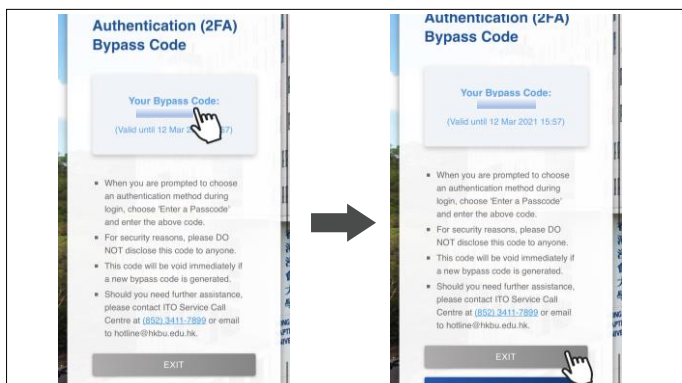 Authentication (2FA)
Bypass Code
Your Bypass Code:
(Valid until 12 Mar 57)
When you are prompted to choose
an authentication method during
login, choose 'Enter a Passcode'
and enter the above code.
For security reasons, please DO
NOT disclose this code to anyone.
This code will be void immediately if
a new bypass code is generated.
Should you need further assistance,
please contact ITO Service Call
Centre at (852) 3411-7899 or email
to hotline@hkbu.edu.hk.
EXIT
Authentication (2FA)
Bypass Code
Your Bypass Code:
(Valid until 12 Mar 2021 15:57)
When you are prompted to choose
an authentication method during
login, choose 'Enter a Passcode'
and enter the above code.
For security reasons, please DO
NOT disclose this code to anyone.
This code will be void immediately if
a new bypass code is generated.
Should you need further assistance,
please contact ITO Service Call
Centre at (852) 3411-7899 or email
to hotline@hkbu.edu.hk.
EXIT